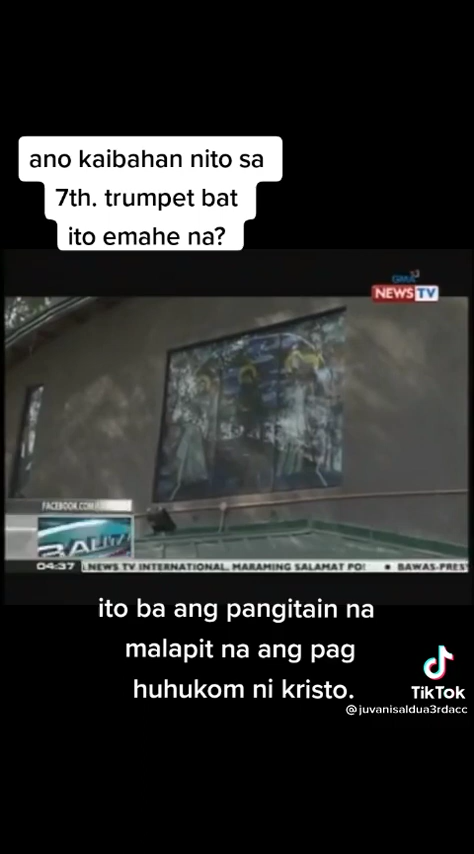 ano kaibahan nito sa
7th. trumpet bat
ito emahe na?
GMA
NEWS TV
FACEBOOK.COM
BALITA
04:37 NEWS TV INTERNATIONAL, MARAMING SALAMAT PO! • BAWAS-PRES
ito ba ang pangitain na
malapit na ang pag
huhukom ni kristo.
TikTok
@juvanisaldua3rdacc